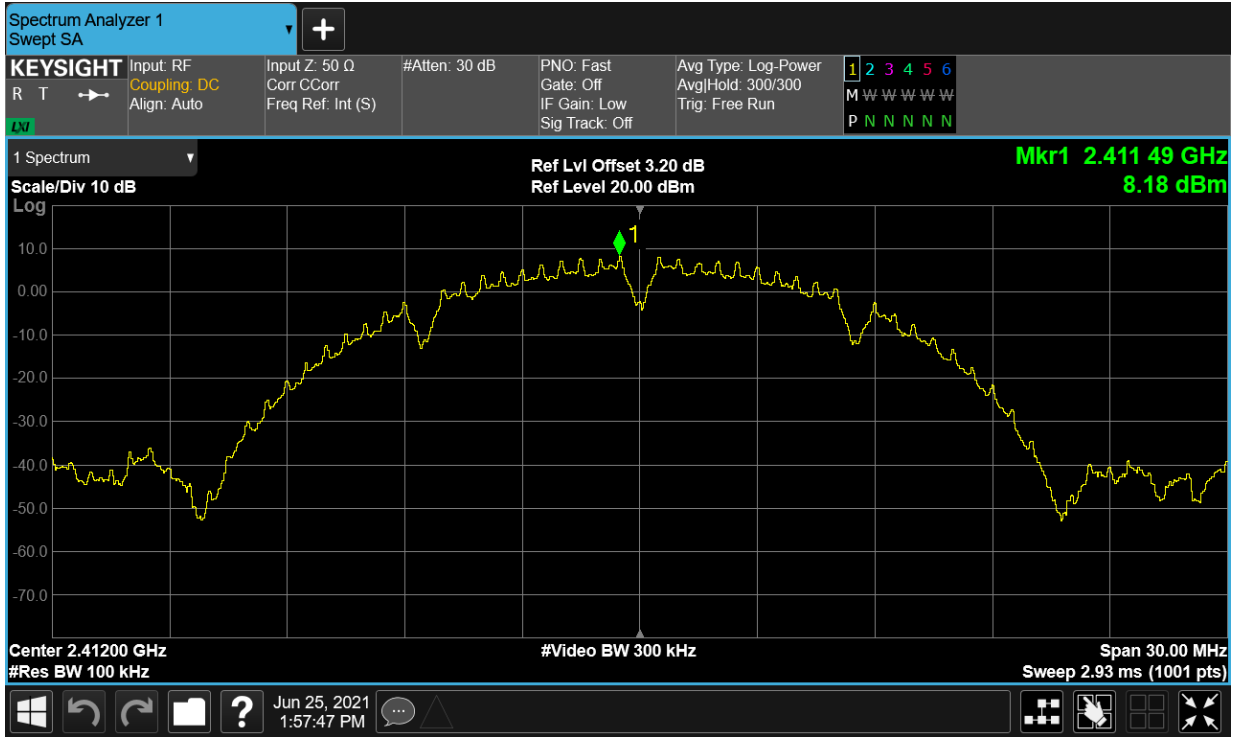 Spectrum Analyzer 1
Swept SA
KEYSIGHT
R T
LXI
Input: RF
Coupling: DC
Align: Auto
Input Z: 50 Ω
Corr CCorr
Freq Ref: Int (S)
#Atten: 30 dB
PNO: Fast
Gate: Off
IF Gain: Low
Sig Track: Off
Avg Type: Log-Power
Avg|Hold: 300/300
Trig: Free Run
1 2 3 4 5 6
M W W W W W
P N N N N N
1 Spectrum
Scale/Div 10 dB
Log
Ref Lvl Offset 3.20 dB
Ref Level 20.00 dBm
Mkr1 2.411 49 GHz
8.18 dBm
1
10.0
0.00
-10.0
-20.0
-30.0
-40.0
-50.0
-60.0
-70.0
Center 2.41200 GHz
#Res BW 100 kHz
#Video BW 300 kHz
Span 30.00 MHz
Sweep 2.93 ms (1001 pts)
?
Jun 25, 2021
1:57:47 PM